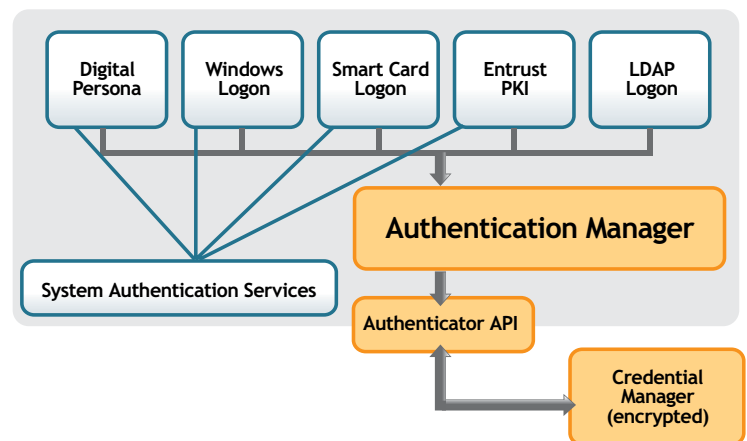 Digital
Persona
Windows
Logon
Smart Card
Logon
Entrust
PKI
LDAP
Logon
Authentication Manager
System Authentication Services
Authenticator API
Credential
Manager
(encrypted)